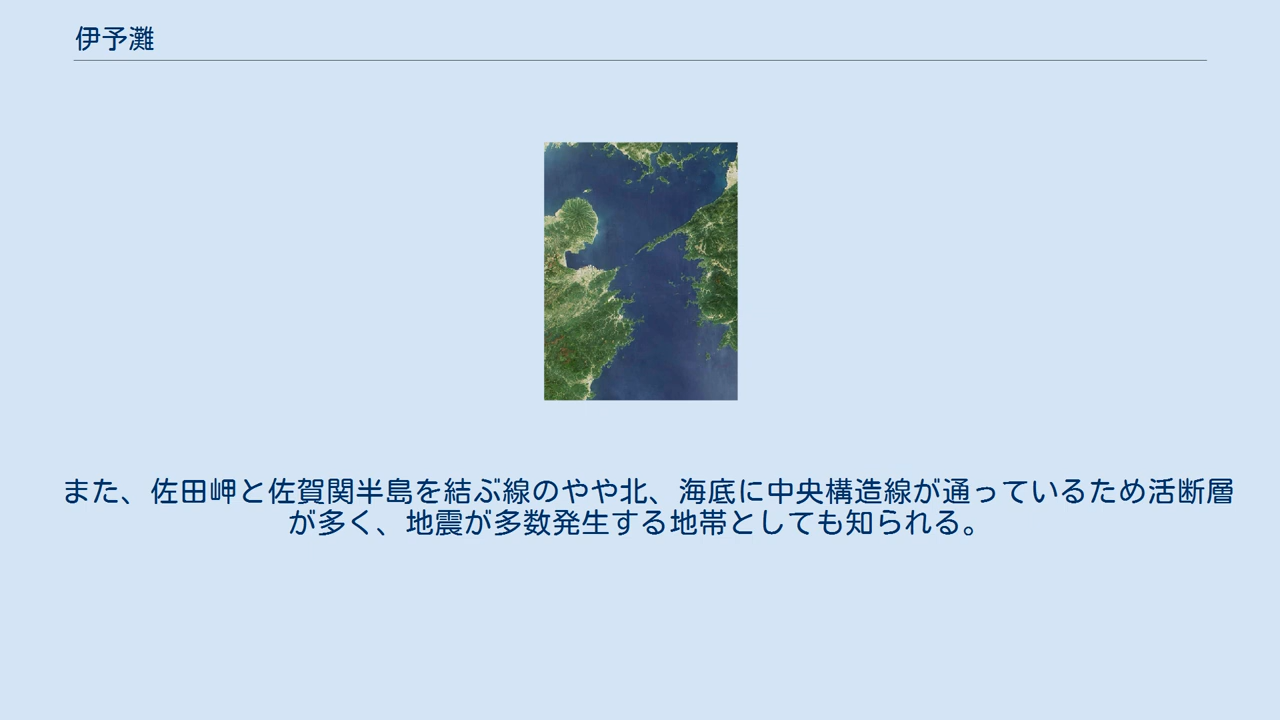 伊予灘
また、佐田岬と佐賀関半島を結ぶ線のやや北、海底に中央構造線が通っているため活断層
が多く、地震が多数発生する地帯としても知られる。